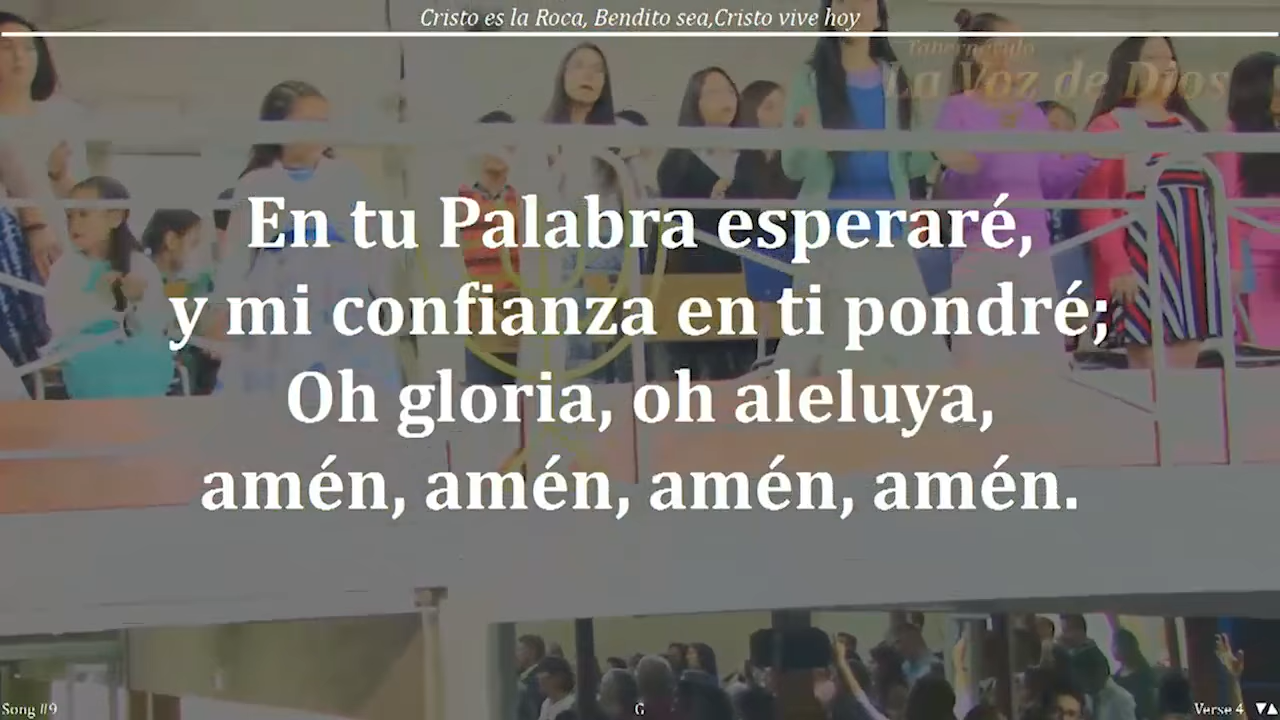 Cristo es la Roca, Bendito sea,Cristo vive hoy
Tabernáculo
La Voz de Dios
En tu Palabra esperaré,
y mi confianza en ti pondré;
Oh gloria, oh aleluya,
amén, amén, amén, amén.
Song #9
G
Verse 4 ▼▲